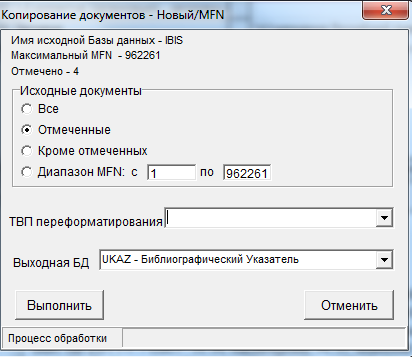 Копирование документов - Новый/MFN
Имя исходной Базы данных - IBIS
Максимальный MFN - 962261
Отмечено - 4
Исходные документы
Все
Отмеченные
Кроме отмеченных
Диапазон MFN: с 1 по 962261
ТВП переформатирования
Выходная БД UKAZ - Библиографический Указатель
Выполнить Отменить
Процесс обработки